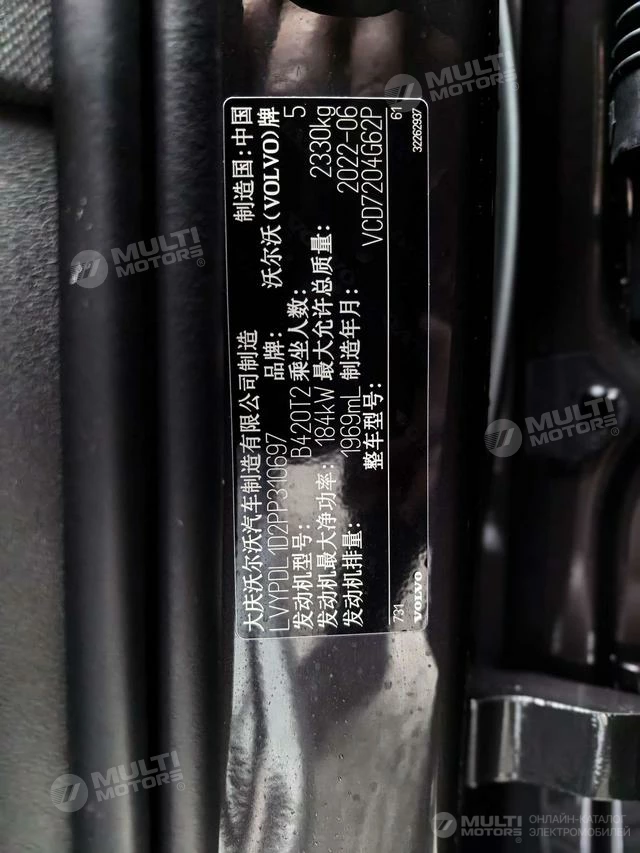 大庆沃尔沃汽车制造有限公司制造 制造国:中国
LVYPDL1D2PP310697 品牌: 沃尔沃(VOLVO)牌
发动机型号: B420T2 乘坐人数: 5
发动机最大净功率: 184kW 最大允许总质量: 2330kg
发动机排量: 1969mL 制造年月: 2022-06
整车型号: VCD7204G62P
731 61
VOLVO 32262937
MULTI MOTORS®
MULTI MOTORS®
MULTI MOTORS®
MULTI MOTORS®
MULTI MOTORS® ОНЛАЙН-КАТАЛОГ
ЭЛЕКТРОМОБИЛЕЙ